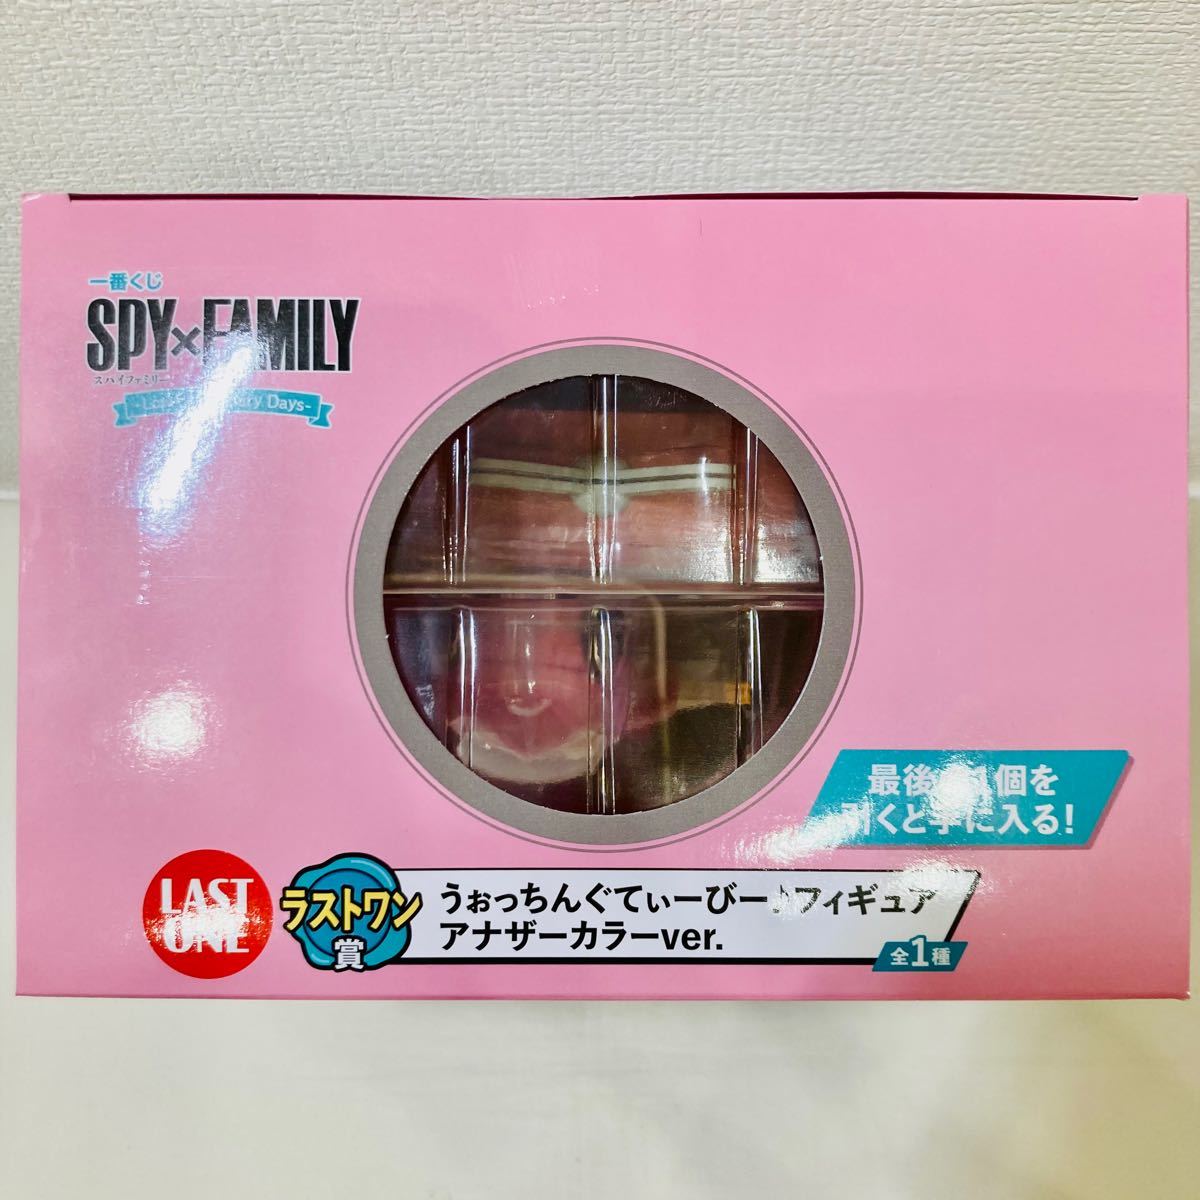 一番くじ
SPY×FAMILY
スパイファミリー
Days-
最後 個を
くと手に入る!
LAST
ONE
ラストワン
賞
うぉっちんぐてぃーびー♪フィギュア
アナザーカラーver.
全1種